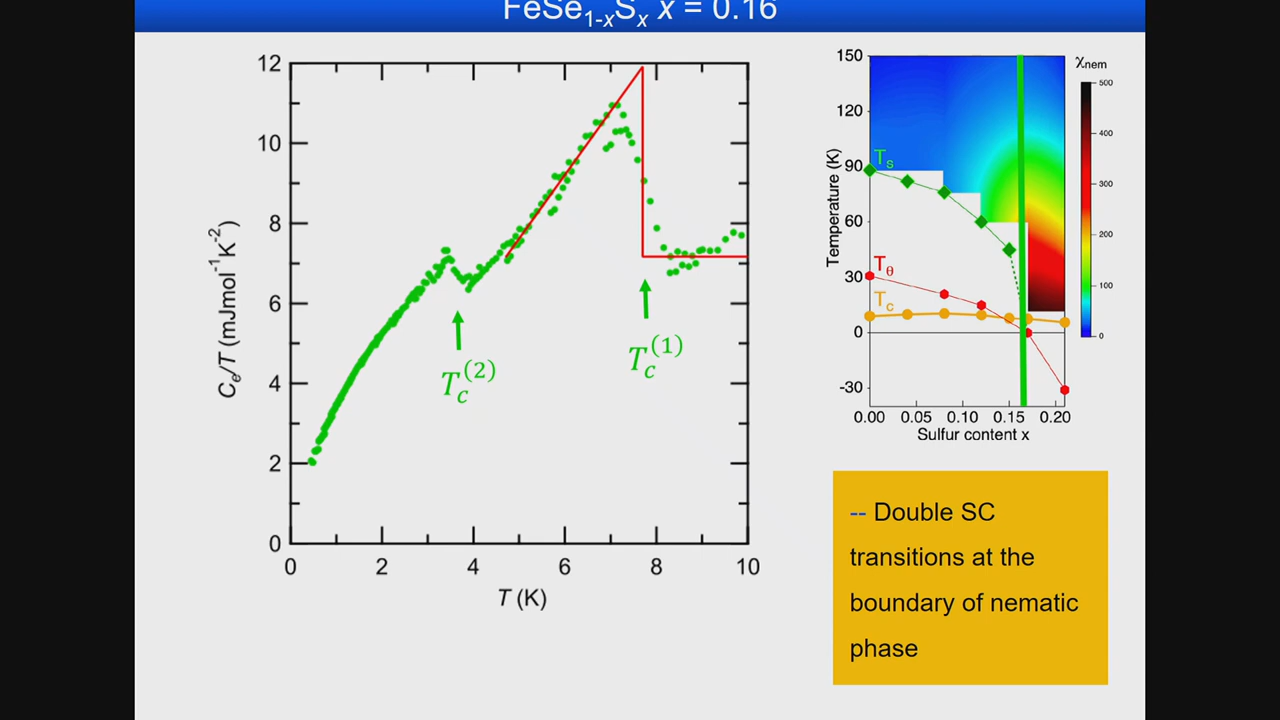 FeSe1-xSx x = 0.16
12
10
8
6
4
2
0
Ce/T (mJmol-1K-2)
0 2 4 6 8 10
T (K)
Tc(2)
Tc(1)
150
120
90
60
30
0
-30
Temperature (K)
Ts
Tθ
Tc
0.00 0.05 0.10 0.15 0.20
Sulfur content x
χnem
500
400
300
200
100
0
-- Double SC
transitions at the
boundary of nematic
phase